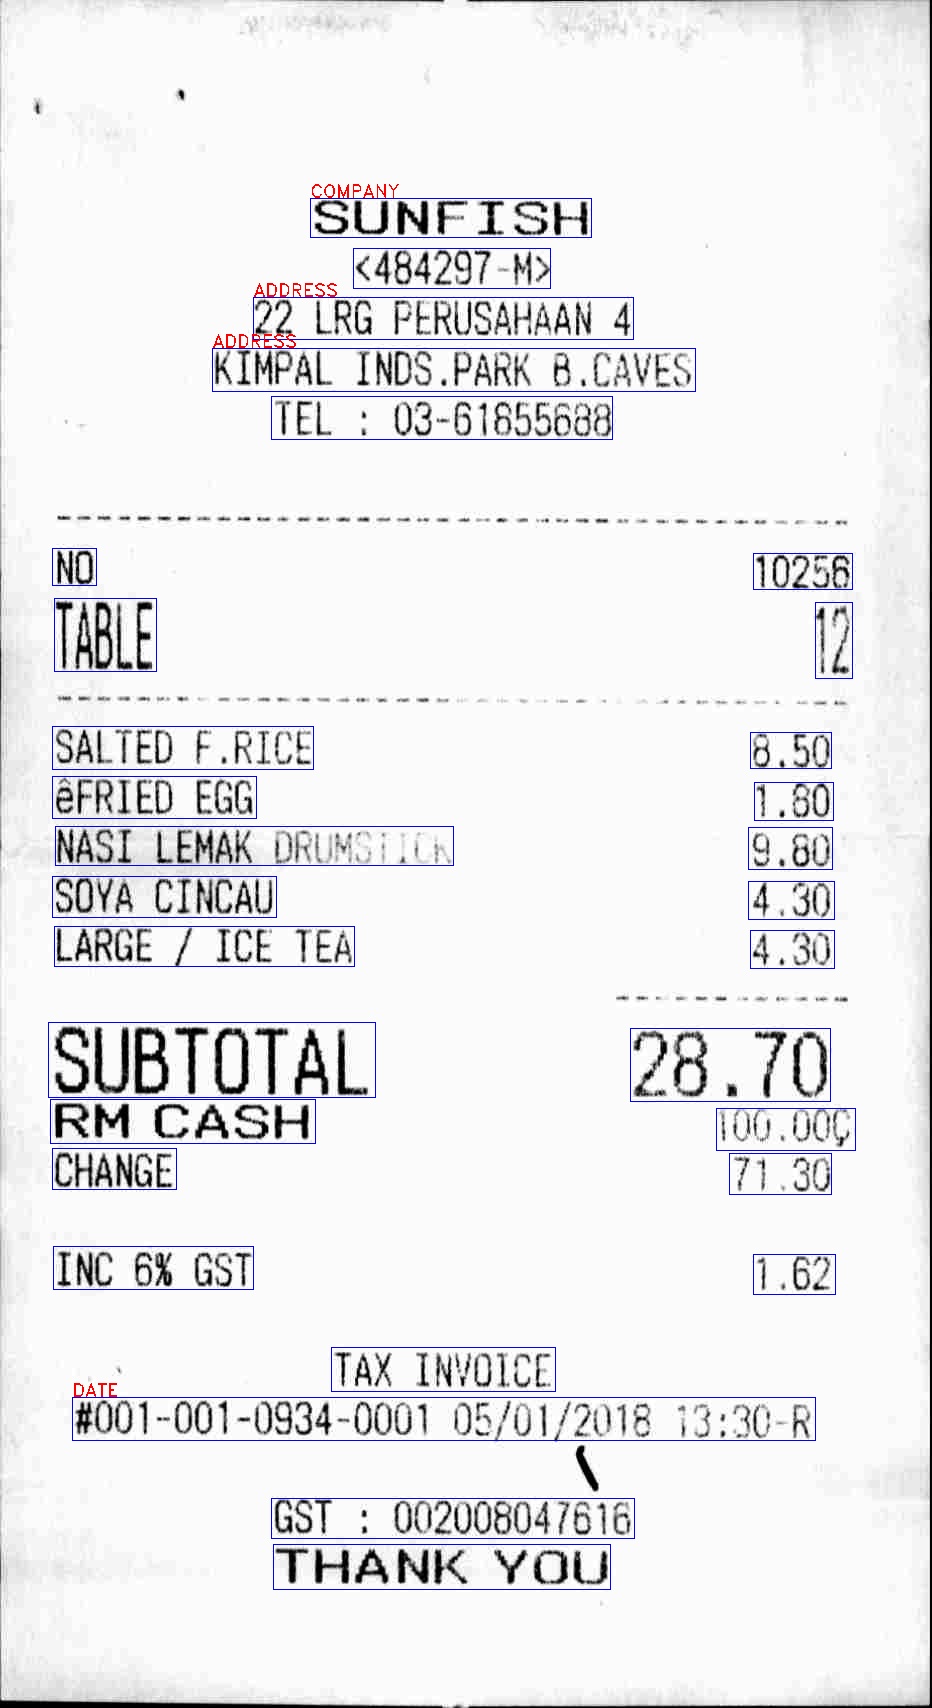 COMPANY
SUNFISH
<484297-M>
ADDRESS
22 LRG PERUSAHAAN 4
ADDRESS
KIMPAL INDS.PARK B.CAVES
TEL : 03-61855688
NO 10256
TABLE 12
SALTED F.RICE 8.50
êFRIED EGG 1.80
NASI LEMAK DRUMSTICK 9.80
SOYA CINCAU 4.30
LARGE / ICE TEA 4.30
SUBTOTAL 28.70
RM CASH 100.00Ç
CHANGE 71.30
INC 6% GST 1.62
TAX INVOICE
DATE
#001-001-0934-0001 05/01/2018 13:30-R
GST : 002008047616
THANK YOU